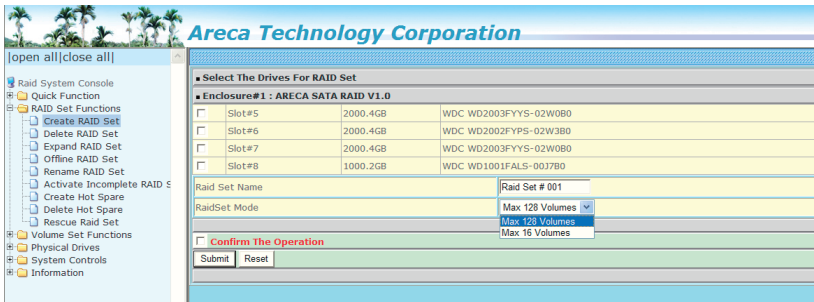 Areca Technology Corporation
|open all|close all|
Raid System Console
Quick Function
RAID Set Functions
Create RAID Set
Delete RAID Set
Expand RAID Set
Offline RAID Set
Rename RAID Set
Activate Incomplete RAID S
Create Hot Spare
Delete Hot Spare
Rescue Raid Set
Volume Set Functions
Physical Drives
System Controls
Information
Select The Drives For RAID Set
Enclosure#1 : ARECA SATA RAID V1.0
Slot#5 2000.4GB WDC WD2003FYYS-02W0B0
Slot#6 2000.4GB WDC WD2002FYPS-02W3B0
Slot#7 2000.4GB WDC WD2003FYYS-02W0B0
Slot#8 1000.2GB WDC WD1001FALS-00J7B0
Raid Set Name Raid Set # 001
RaidSet Mode Max 128 Volumes
Max 128 Volumes
Max 16 Volumes
Confirm The Operation
Submit Reset